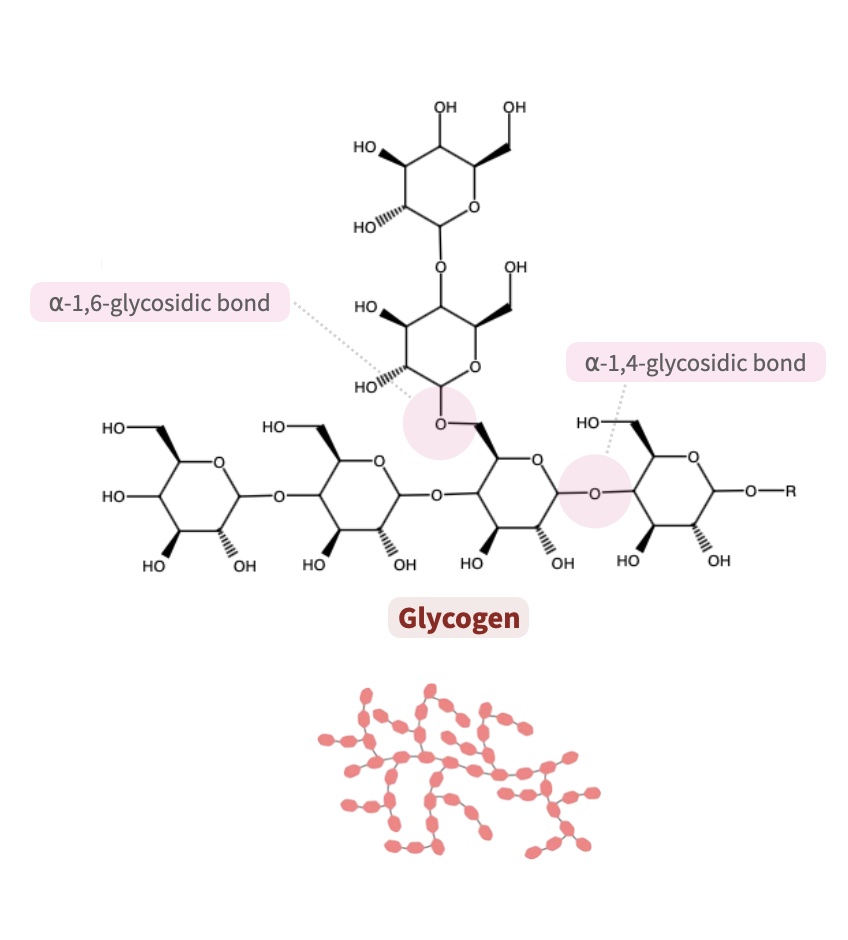 OH OH
HO
O
HO
O
OH
HO
α-1,6-glycosidic bond
O
α-1,4-glycosidic bond
HO
HO HO O HO
O O O O
HO O O O O—R
HO OH HO OH HO OH HO OH
Glycogen